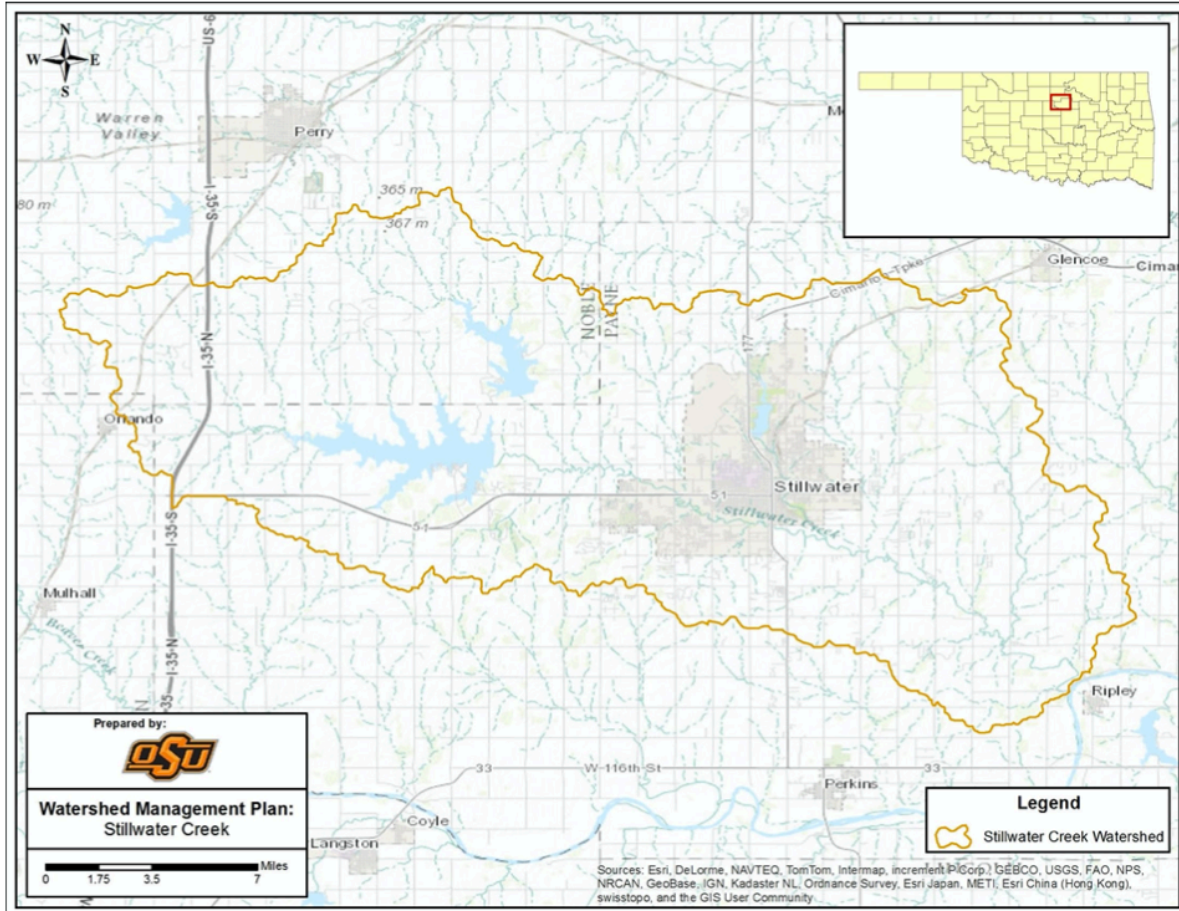 N
W E
S
US-6
Warren
Valley
Perry
I-35-S
365 m
367 m
80 m
Glencoe
Cimarron-Tpke
Cimar
NOBLE
PAYNE
177
I-35-N
Orlando
51
Stillwater
51
Stillwater Creek
I-35-S
Mulhall
Beaver Creek
I-35-N
I-35
Ripley
33
W 116th St
33
Perkins
Coyle
Langston
Prepared by:
OSU
Watershed Management Plan:
Stillwater Creek
Miles
0 1.75 3.5 7
Legend
Stillwater Creek Watershed
Sources: Esri, DeLorme, NAVTEQ, TomTom, Intermap, increment P Corp., GEBCO, USGS, FAO, NPS,
NRCAN, GeoBase, IGN, Kadaster NL, Ordnance Survey, Esri Japan, METI, Esri China (Hong Kong),
swisstopo, and the GIS User Community